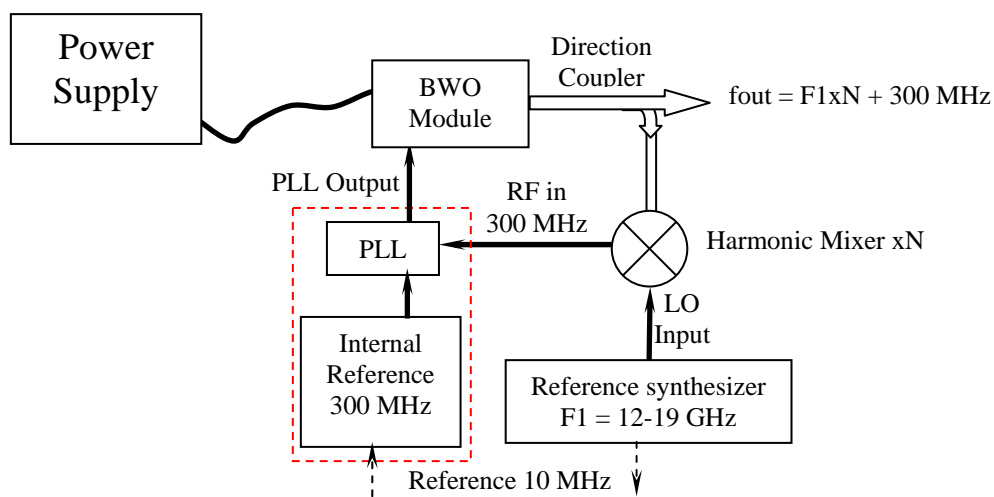 Power
Supply
BWO
Module
Direction
Coupler
fout = F1xN + 300 MHz
PLL Output
RF in
300 MHz
PLL
Harmonic Mixer xN
LO
Input
Internal
Reference
300 MHz
Reference synthesizer
F1 = 12-19 GHz
Reference 10 MHz